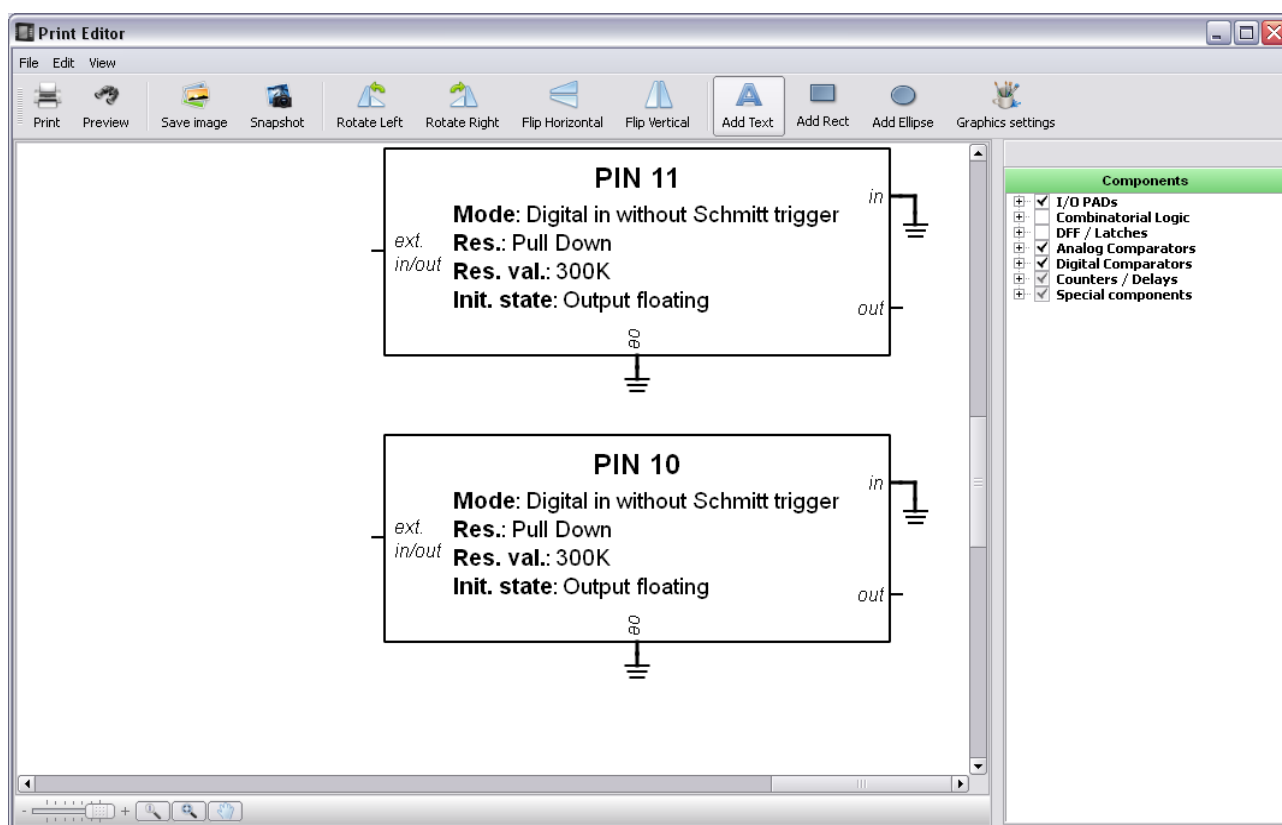 Print Editor
File Edit View
Print Preview Save image Snapshot Rotate Left Rotate Right Flip Horizontal Flip Vertical Add Text Add Rect Add Ellipse Graphics settings
PIN 11
Mode: Digital in without Schmitt trigger
Res.: Pull Down
Res. val.: 300K
Init. state: Output floating
ext.
in/out
in
out
oe
PIN 10
Mode: Digital in without Schmitt trigger
Res.: Pull Down
Res. val.: 300K
Init. state: Output floating
ext.
in/out
in
out
oe
Components
I/O PADs
Combinatorial Logic
DFF / Latches
Analog Comparators
Digital Comparators
Counters / Delays
Special components
- +